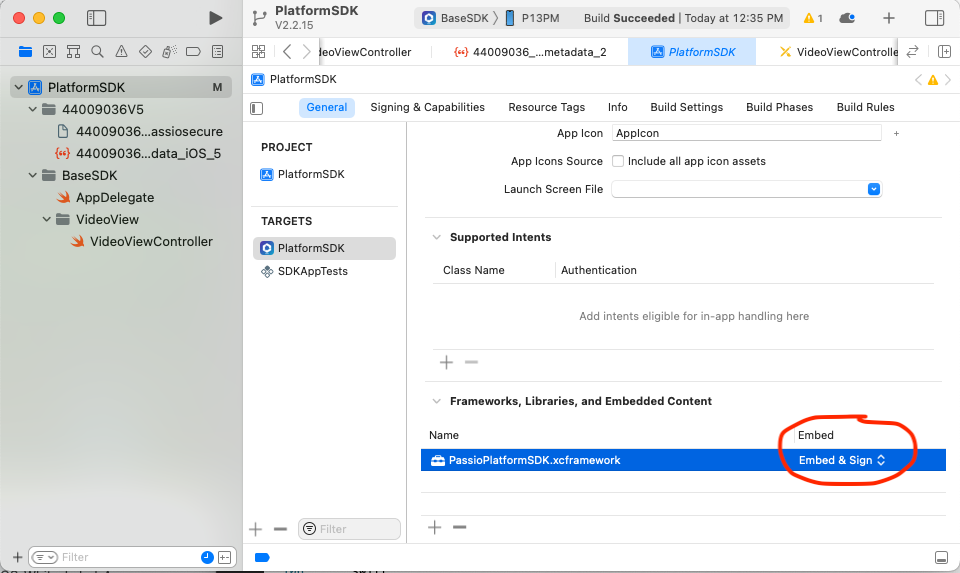 PlatformSDK
V2.2.15
BaseSDK
P13PM
Build Succeeded | Today at 12:35 PM
1
deoViewController
44009036_...metadata_2
PlatformSDK
VideoViewControlle
PlatformSDK
General
Signing & Capabilities
Resource Tags
Info
Build Settings
Build Phases
Build Rules
PlatformSDK
M
44009036V5
44009036...assiosecure
44009036...data_iOS_5
BaseSDK
AppDelegate
VideoView
VideoViewController
Filter
PROJECT
PlatformSDK
TARGETS
PlatformSDK
SDKAppTests
Filter
App Icon
AppIcon
App Icons Source
Include all app icon assets
Launch Screen File
Supported Intents
Class Name
Authentication
Add intents eligible for in-app handling here
Frameworks, Libraries, and Embedded Content
Name
Embed
PassioPlatformSDK.xcframework
Embed & Sign